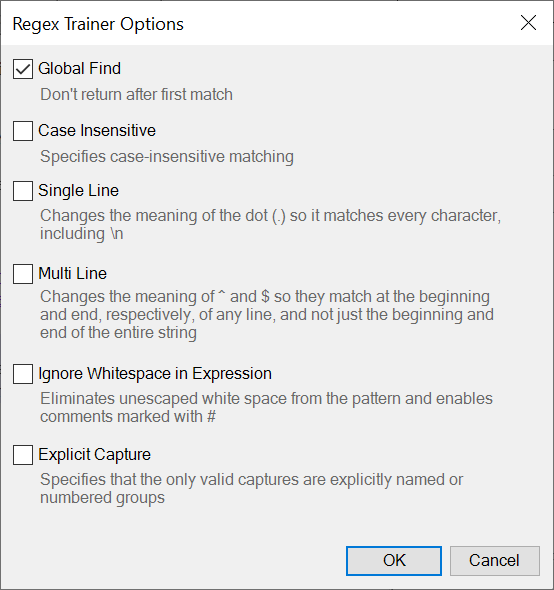 Regex Trainer Options
Global Find
Don't return after first match
Case Insensitive
Specifies case-insensitive matching
Single Line
Changes the meaning of the dot (.) so it matches every character,
including \n
Multi Line
Changes the meaning of ^ and $ so they match at the beginning
and end, respectively, of any line, and not just the beginning and
end of the entire string
Ignore Whitespace in Expression
Eliminates unescaped white space from the pattern and enables
comments marked with #
Explicit Capture
Specifies that the only valid captures are explicitly named or
numbered groups
OK
Cancel